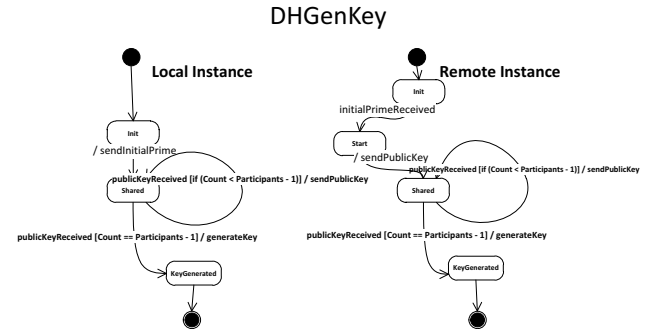 DHGenKey
Local Instance
Init
/ sendInitialPrime
publicKeyReceived [if (Count < Participants - 1)] / sendPublicKey
Shared
publicKeyReceived [Count == Participants - 1] / generateKey
KeyGenerated
Remote Instance
Init
initialPrimeReceived
Start
/ sendPublicKey
publicKeyReceived [if (Count < Participants - 1)] / sendPublicKey
Shared
publicKeyReceived [Count == Participants - 1] / generateKey
KeyGenerated